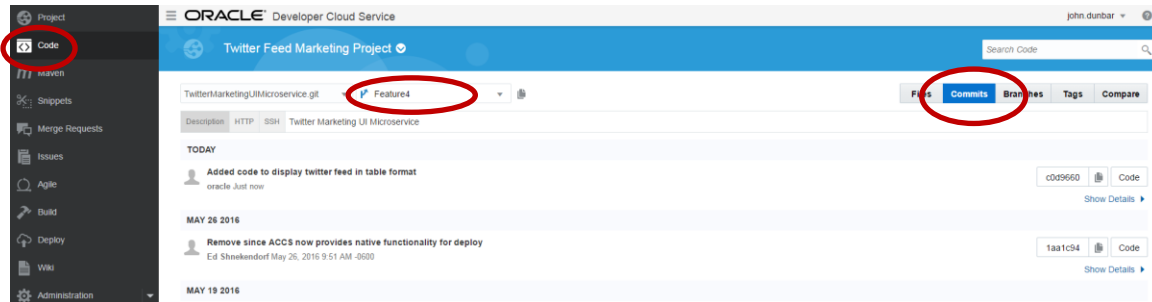 Project
ORACLE Developer Cloud Service
john.dunbar
Code
Twitter Feed Marketing Project
Search Code
Maven
TwitterMarketingUIMicroservice.git
Feature4
Files
Commits
Branches
Tags
Compare
Snippets
Description HTTP SSH Twitter Marketing UI Microservice
Merge Requests
TODAY
Issues
Added code to display twitter feed in table format
oracle Just now
c0d9660
Code
Agile
Show Details
Build
MAY 26 2016
Deploy
Remove since ACCS now provides native functionality for deploy
Ed Shnekendorf May 26, 2016 9:51 AM -0600
1aa1c94
Code
Wiki
Show Details
Administration
MAY 19 2016